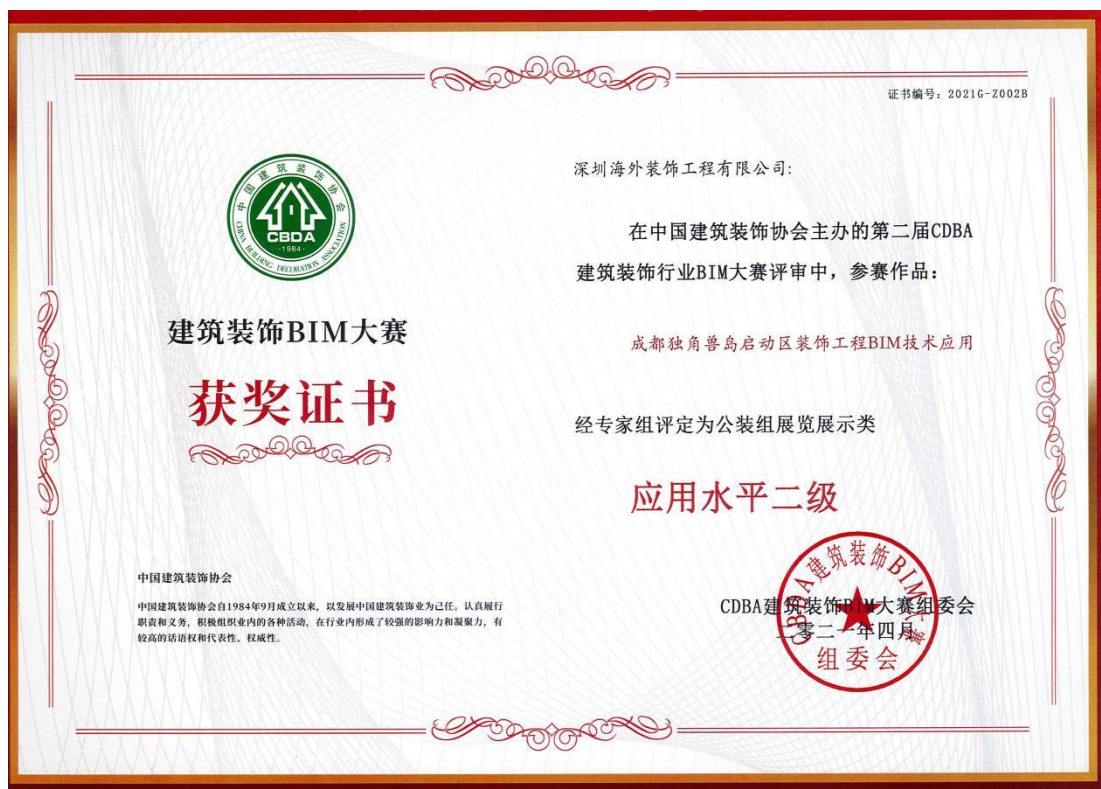 证书编号：2021G-Z002B
中国建筑装饰协会
CBDA
·1984·
CHINA BUILDING DECORATION ASSOCIATION
建筑装饰BIM大赛
获奖证书
中国建筑装饰协会
中国建筑装饰协会自1984年9月成立以来，以发展中国建筑装饰业为己任。认真履行
职责和义务，积极组织业内的各种活动，在行业内形成了较强的影响力和凝聚力，有
较高的话语权和代表性、权威性。
深圳海外装饰工程有限公司：
在中国建筑装饰协会主办的第二届CDBA
建筑装饰行业BIM大赛评审中，参赛作品：
成都独角兽岛启动区装饰工程BIM技术应用
经专家组评定为公装组展览展示类
应用水平二级
CDBA建筑装饰BIM大赛组委会
二零二一年四月
CBDA建筑装饰BIM大赛
组委会